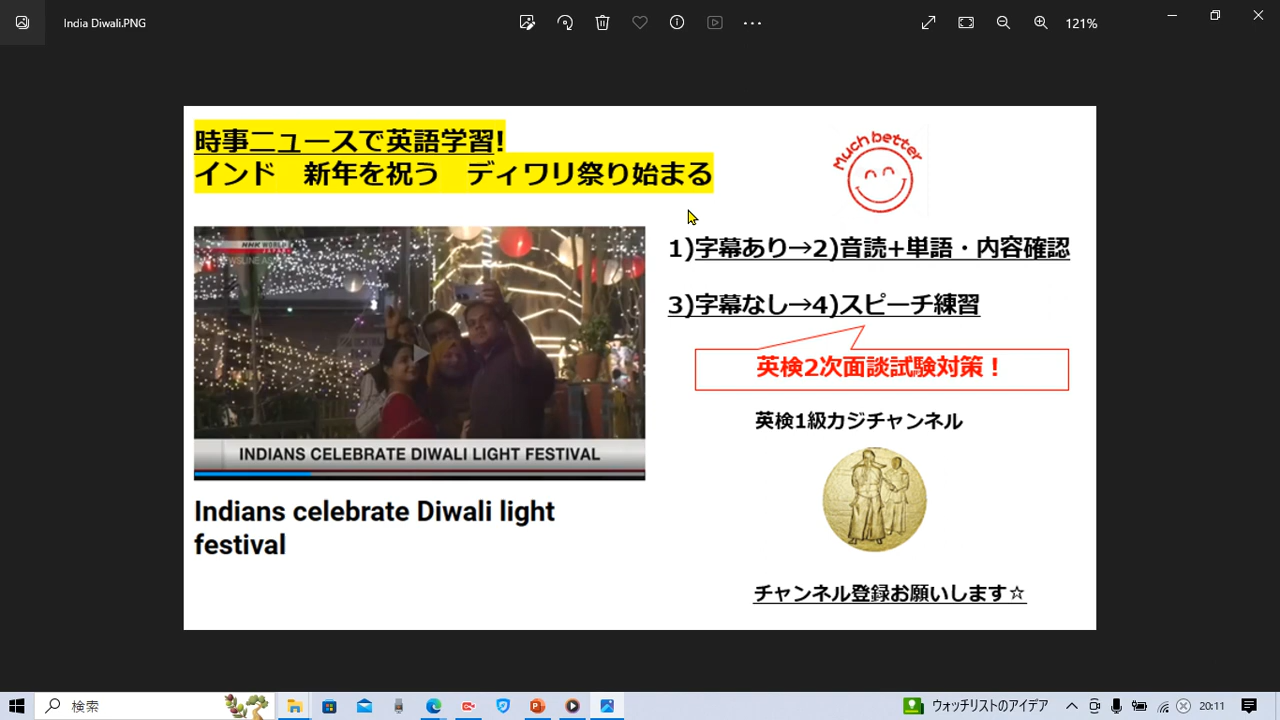 India Diwali.PNG
121%
時事ニュースで英語学習!
インド　新年を祝う　ディワリ祭り始まる
Much better
1)字幕あり→2)音読+単語・内容確認
3)字幕なし→4)スピーチ練習
英検2次面談試験対策！
英検1級カジチャンネル
チャンネル登録お願いします☆
NHK WORLD
JAPAN
NEWSLINE
INDIANS CELEBRATE DIWALI LIGHT FESTIVAL
Indians celebrate Diwali light
festival
検索
ウォッチリストのアイデア
20:11